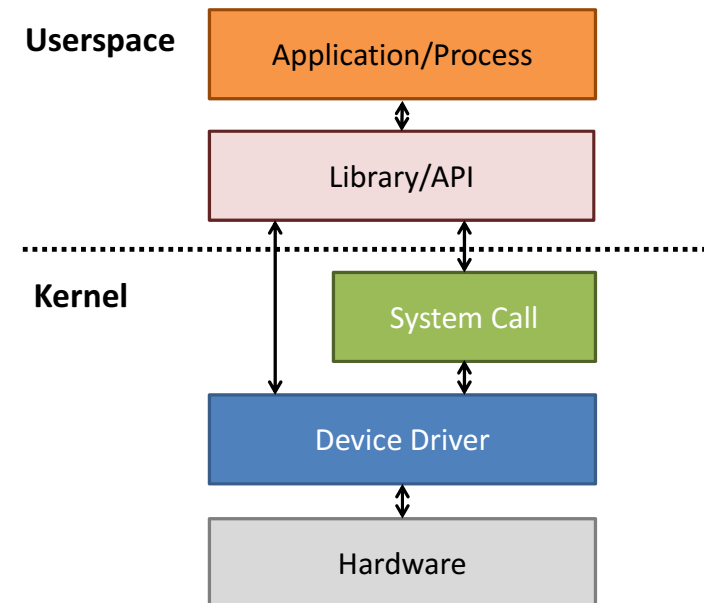 Userspace
Application/Process
Library/API
Kernel
System Call
Device Driver
Hardware